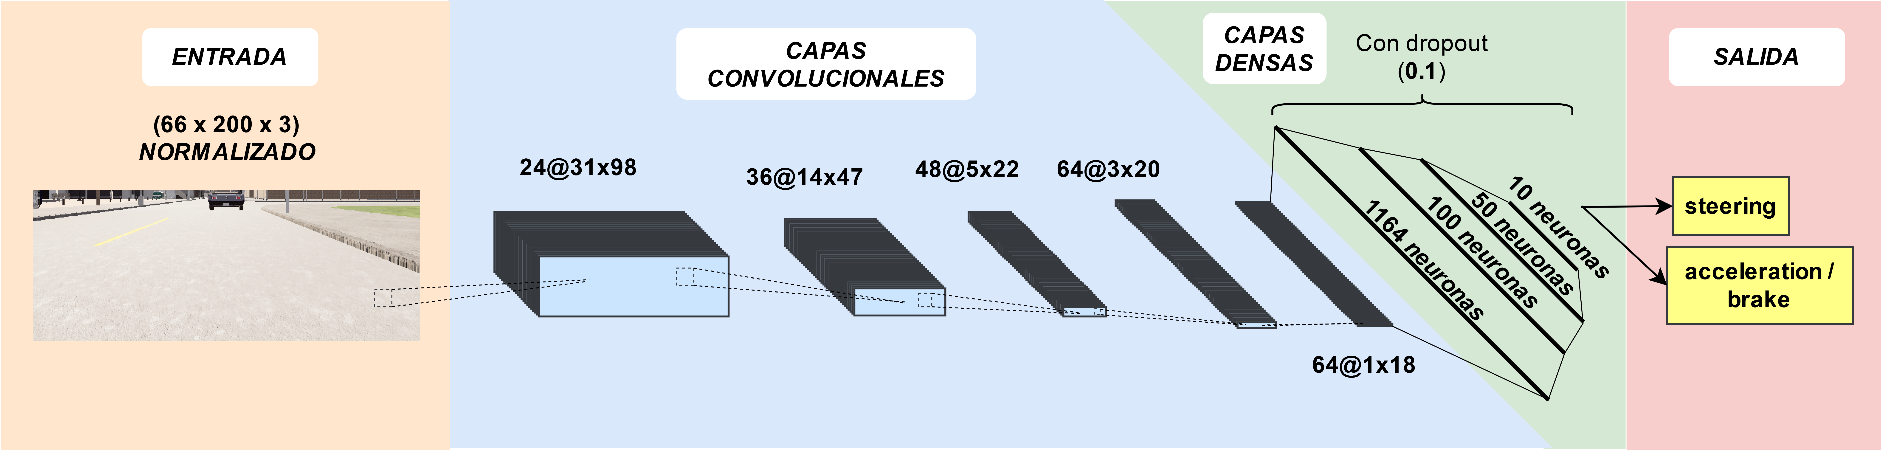 ENTRADA
(66 x 200 x 3)
NORMALIZADO
CAPAS
CONVOLUCIONALES
24@31x98
36@14x47
48@5x22
64@3x20
64@1x18
CAPAS
DENSAS
Con dropout
(0.1)
1164 neuronas
100 neuronas
50 neuronas
10 neuronas
SALIDA
steering
acceleration /
brake